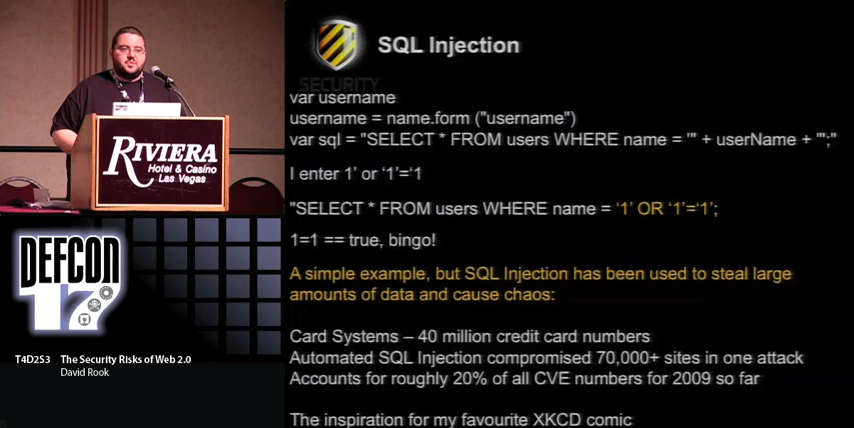 SQL Injection
SECURITY
var username
username = name.form ("username")
var sql = "SELECT * FROM users WHERE name = '" + userName + "';"
I enter 1' or '1'='1
"SELECT * FROM users WHERE name = '1' OR '1'='1';
1=1 == true, bingo!
A simple example, but SQL Injection has been used to steal large
amounts of data and cause chaos:
Card Systems – 40 million credit card numbers
Automated SQL Injection compromised 70,000+ sites in one attack
Accounts for roughly 20% of all CVE numbers for 2009 so far
The inspiration for my favourite XKCD comic
RIVIERA
Hotel & Casino
Las Vegas
DEFCON
17
T4D2S3 The Security Risks of Web 2.0
David Rook